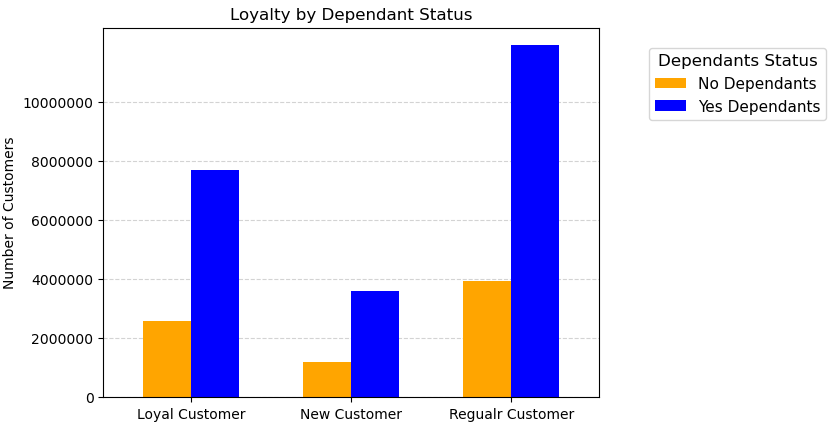 Loyalty by Dependant Status
Number of Customers
10000000
8000000
6000000
4000000
2000000
0
Loyal Customer
New Customer
Regualr Customer
Dependants Status
No Dependants
Yes Dependants